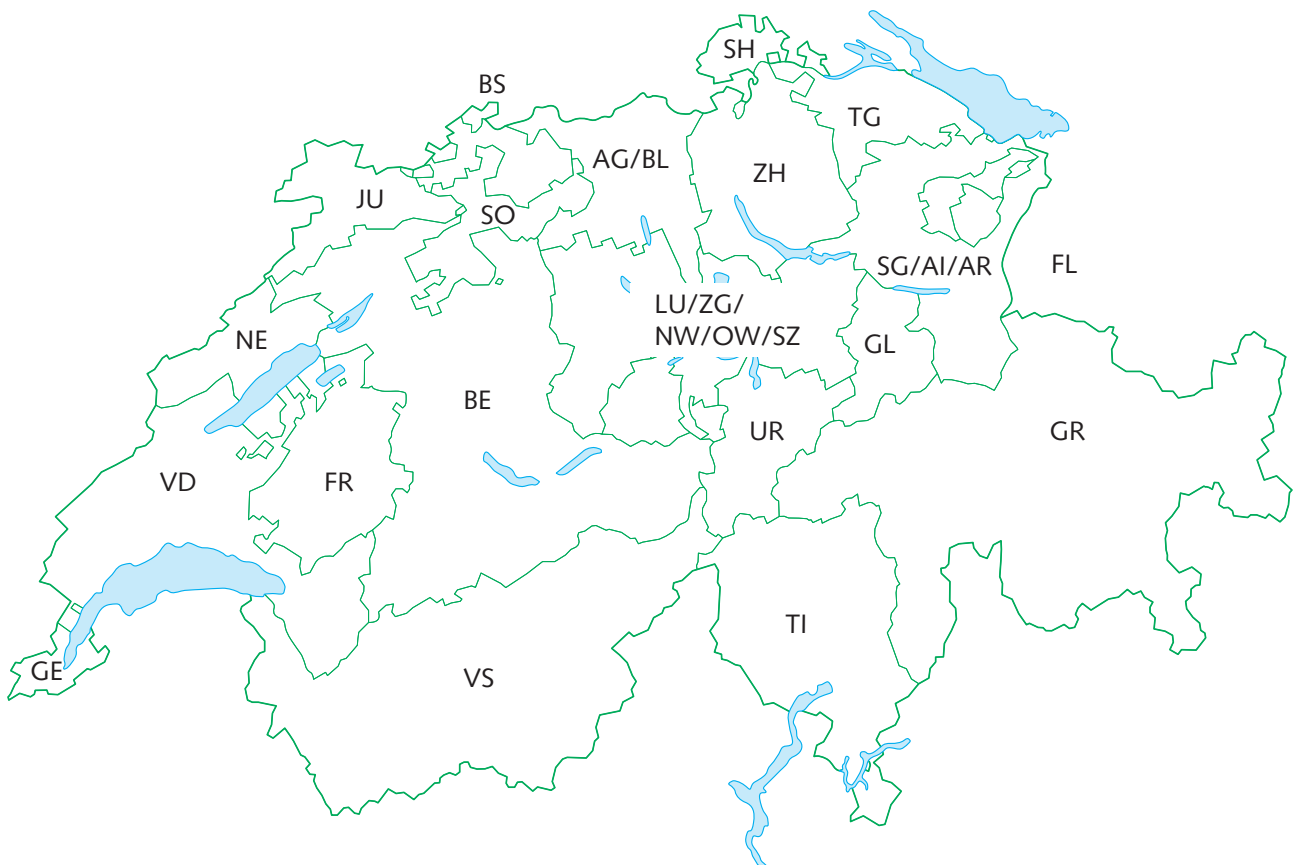 SH
BS
TG
AG/BL
ZH
JU
SO
SG/AI/AR
FL
LU/ZG/
NW/OW/SZ
NE
GL
BE
UR
GR
VD
FR
TI
GE
VS